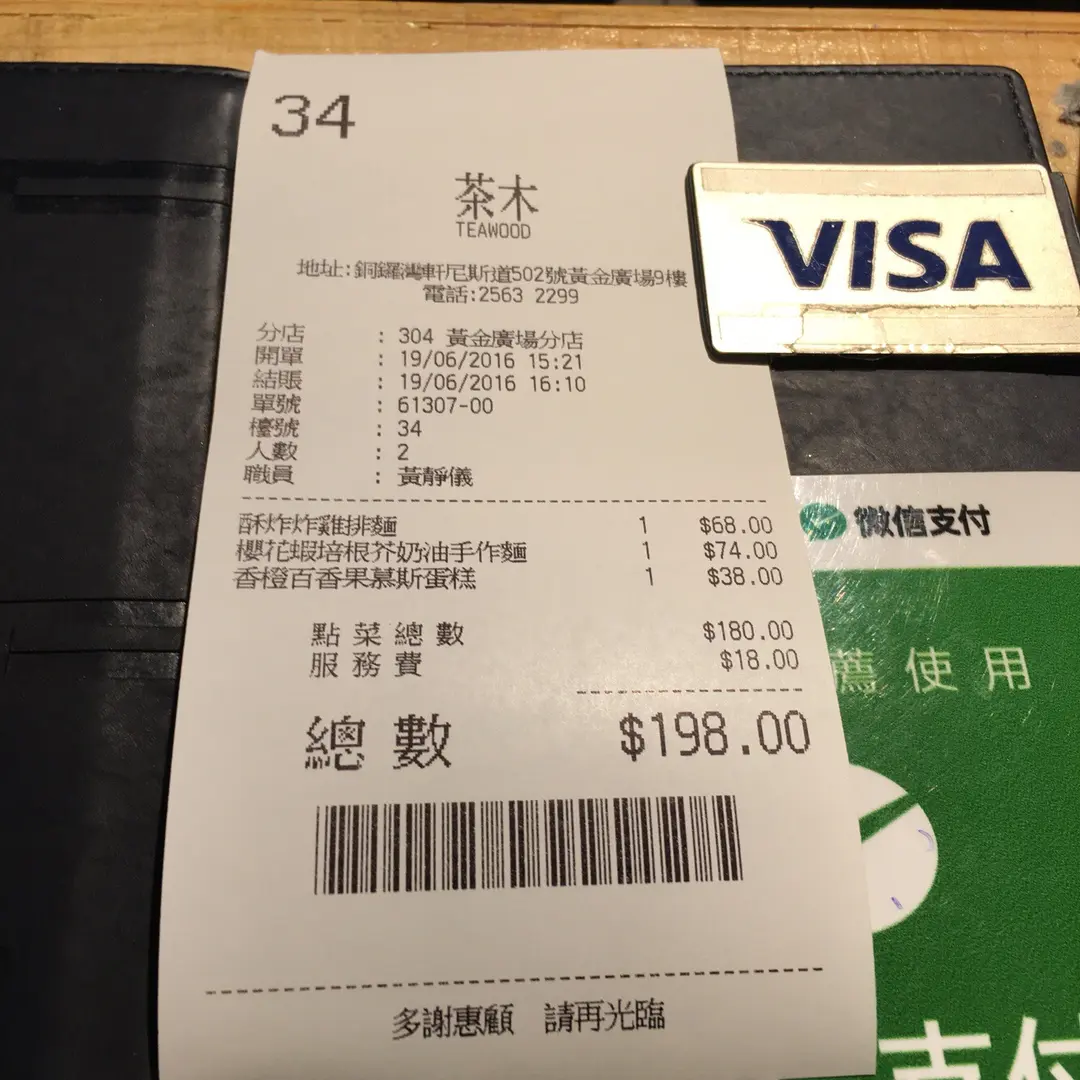 34
茶木
TEAWOOD
地址:銅鑼灣軒尼斯道502號黃金廣場9樓
電話:2563 2299
分店 : 304 黃金廣場分店
開單 : 19/06/2016 15:21
結賬 : 19/06/2016 16:10
單號 : 61307-00
檯號 : 34
人數 : 2
職員 : 黃靜儀
酥炸炸雞排麵 1 $68.00
櫻花蝦培根芥奶油手作麵 1 $74.00
香橙百香果慕斯蛋糕 1 $38.00
點菜總數 $180.00
服務費 $18.00
總數 $198.00
多謝惠顧 請再光臨
VISA
微信支付
薦使用
支付